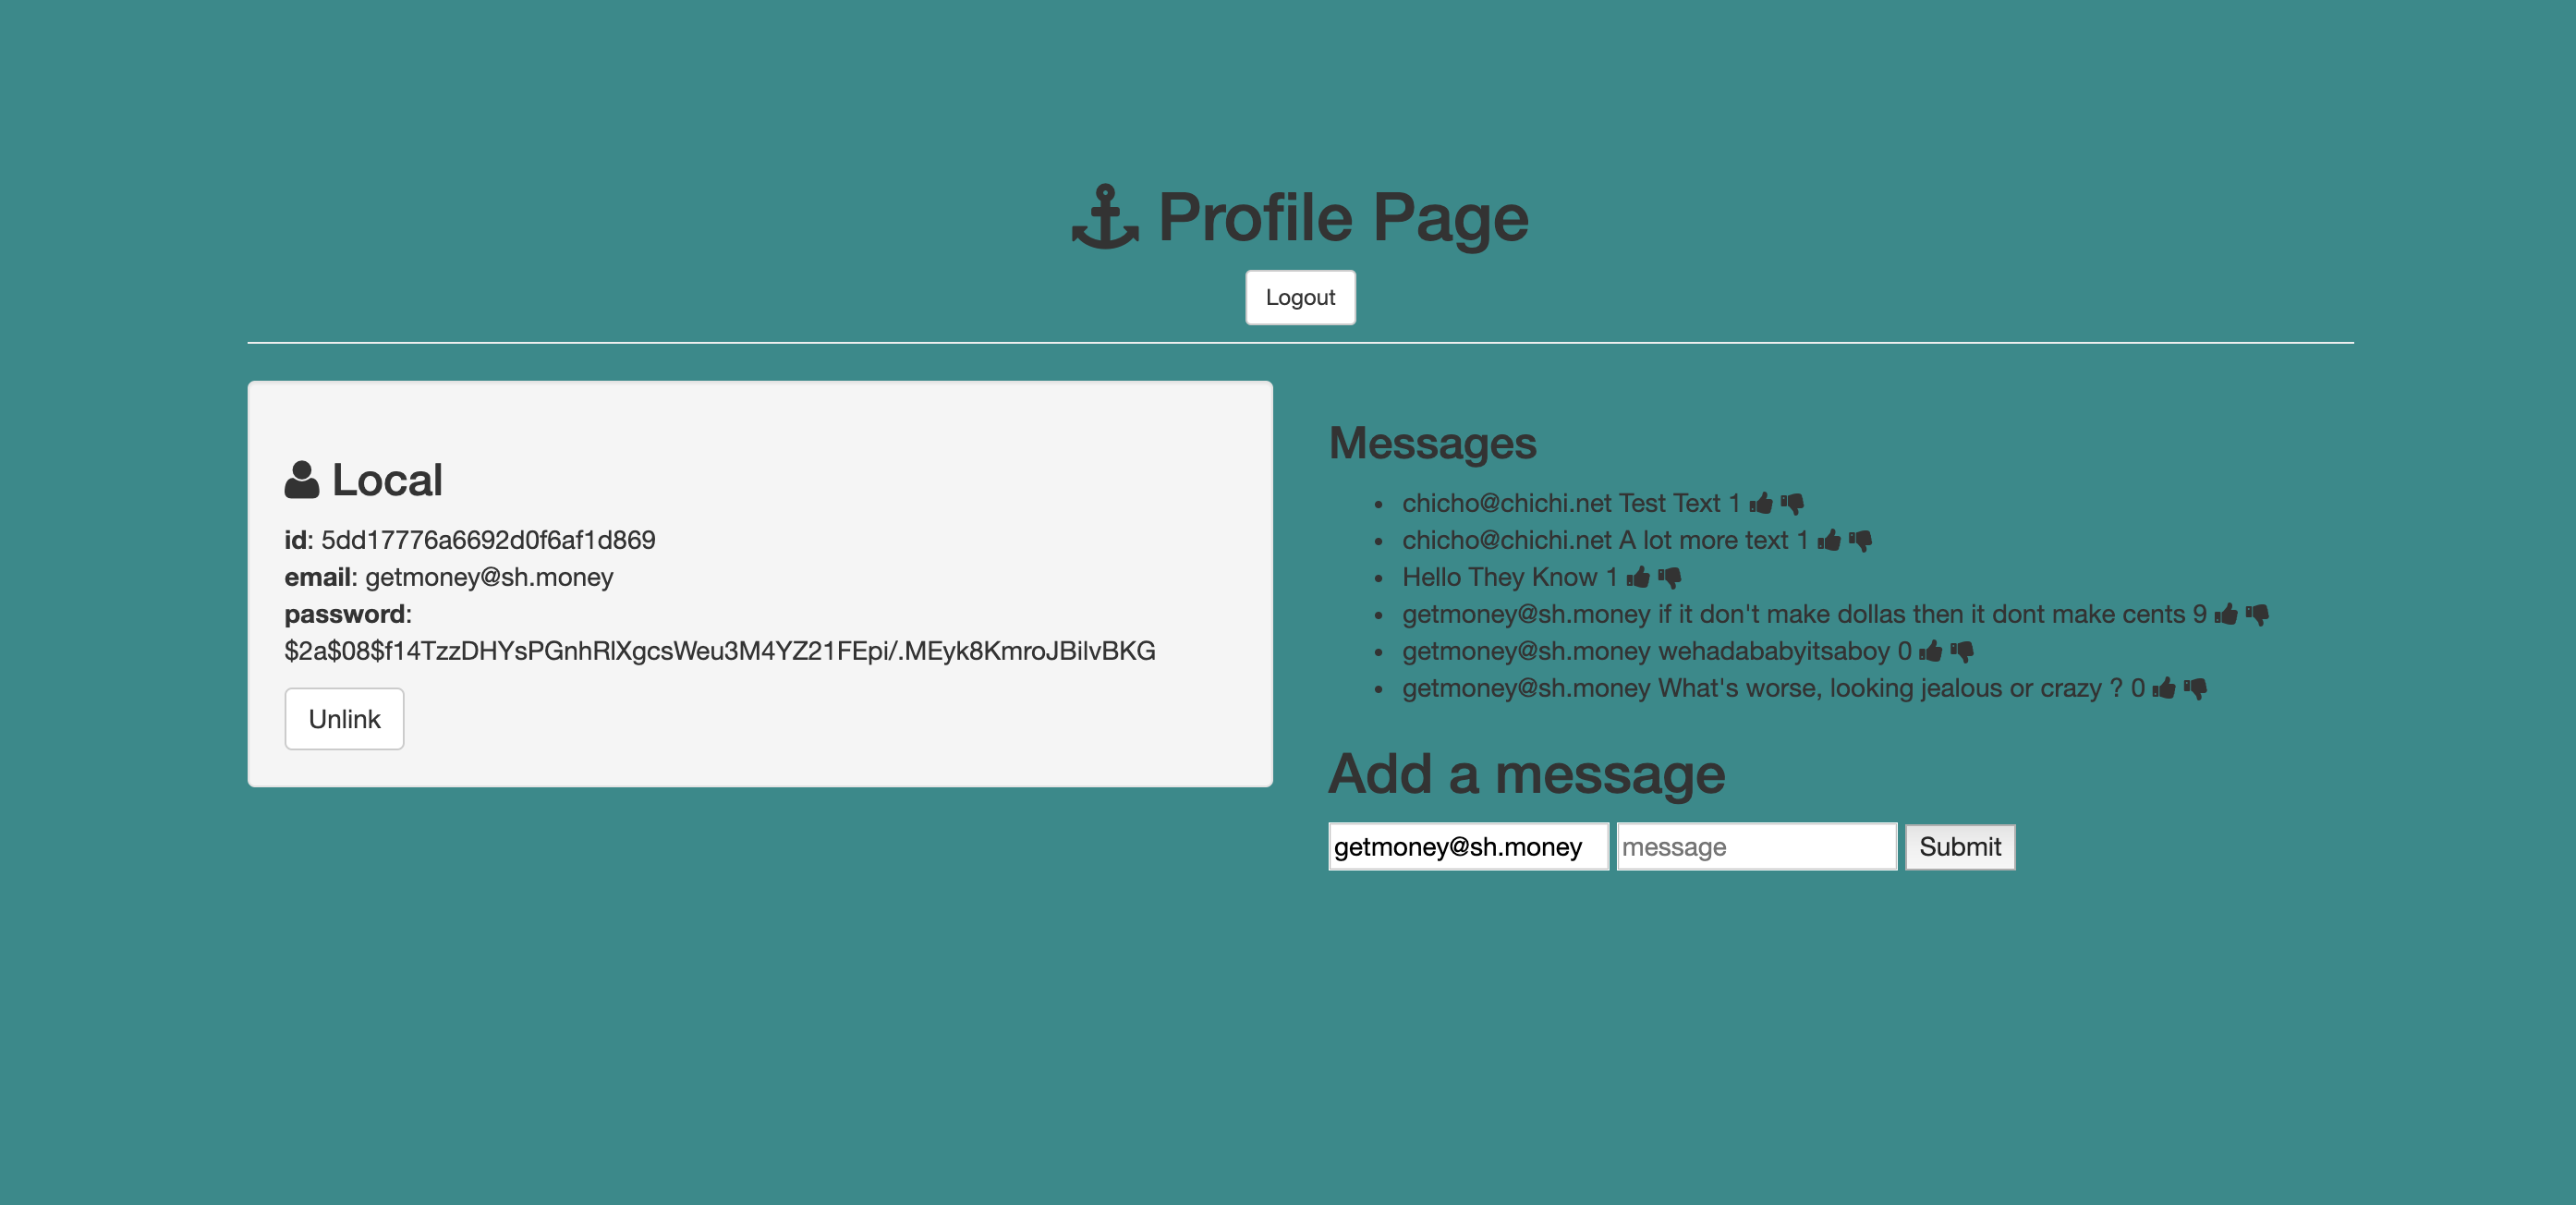 Profile Page
Logout
Local
id: 5dd17776a6692d0f6af1d869
email: getmoney@sh.money
password:
$2a$08$f14TzzDHYsPGnhRlXgcsWeu3M4YZ21FEpi/.MEyk8KmroJBilvBKG
Unlink
Messages
chicho@chichi.net Test Text 1
chicho@chichi.net A lot more text 1
Hello They Know 1
getmoney@sh.money if it don't make dollas then it dont make cents 9
getmoney@sh.money wehadababyitsaboy 0
getmoney@sh.money What's worse, looking jealous or crazy ? 0
Add a message
getmoney@sh.money message Submit